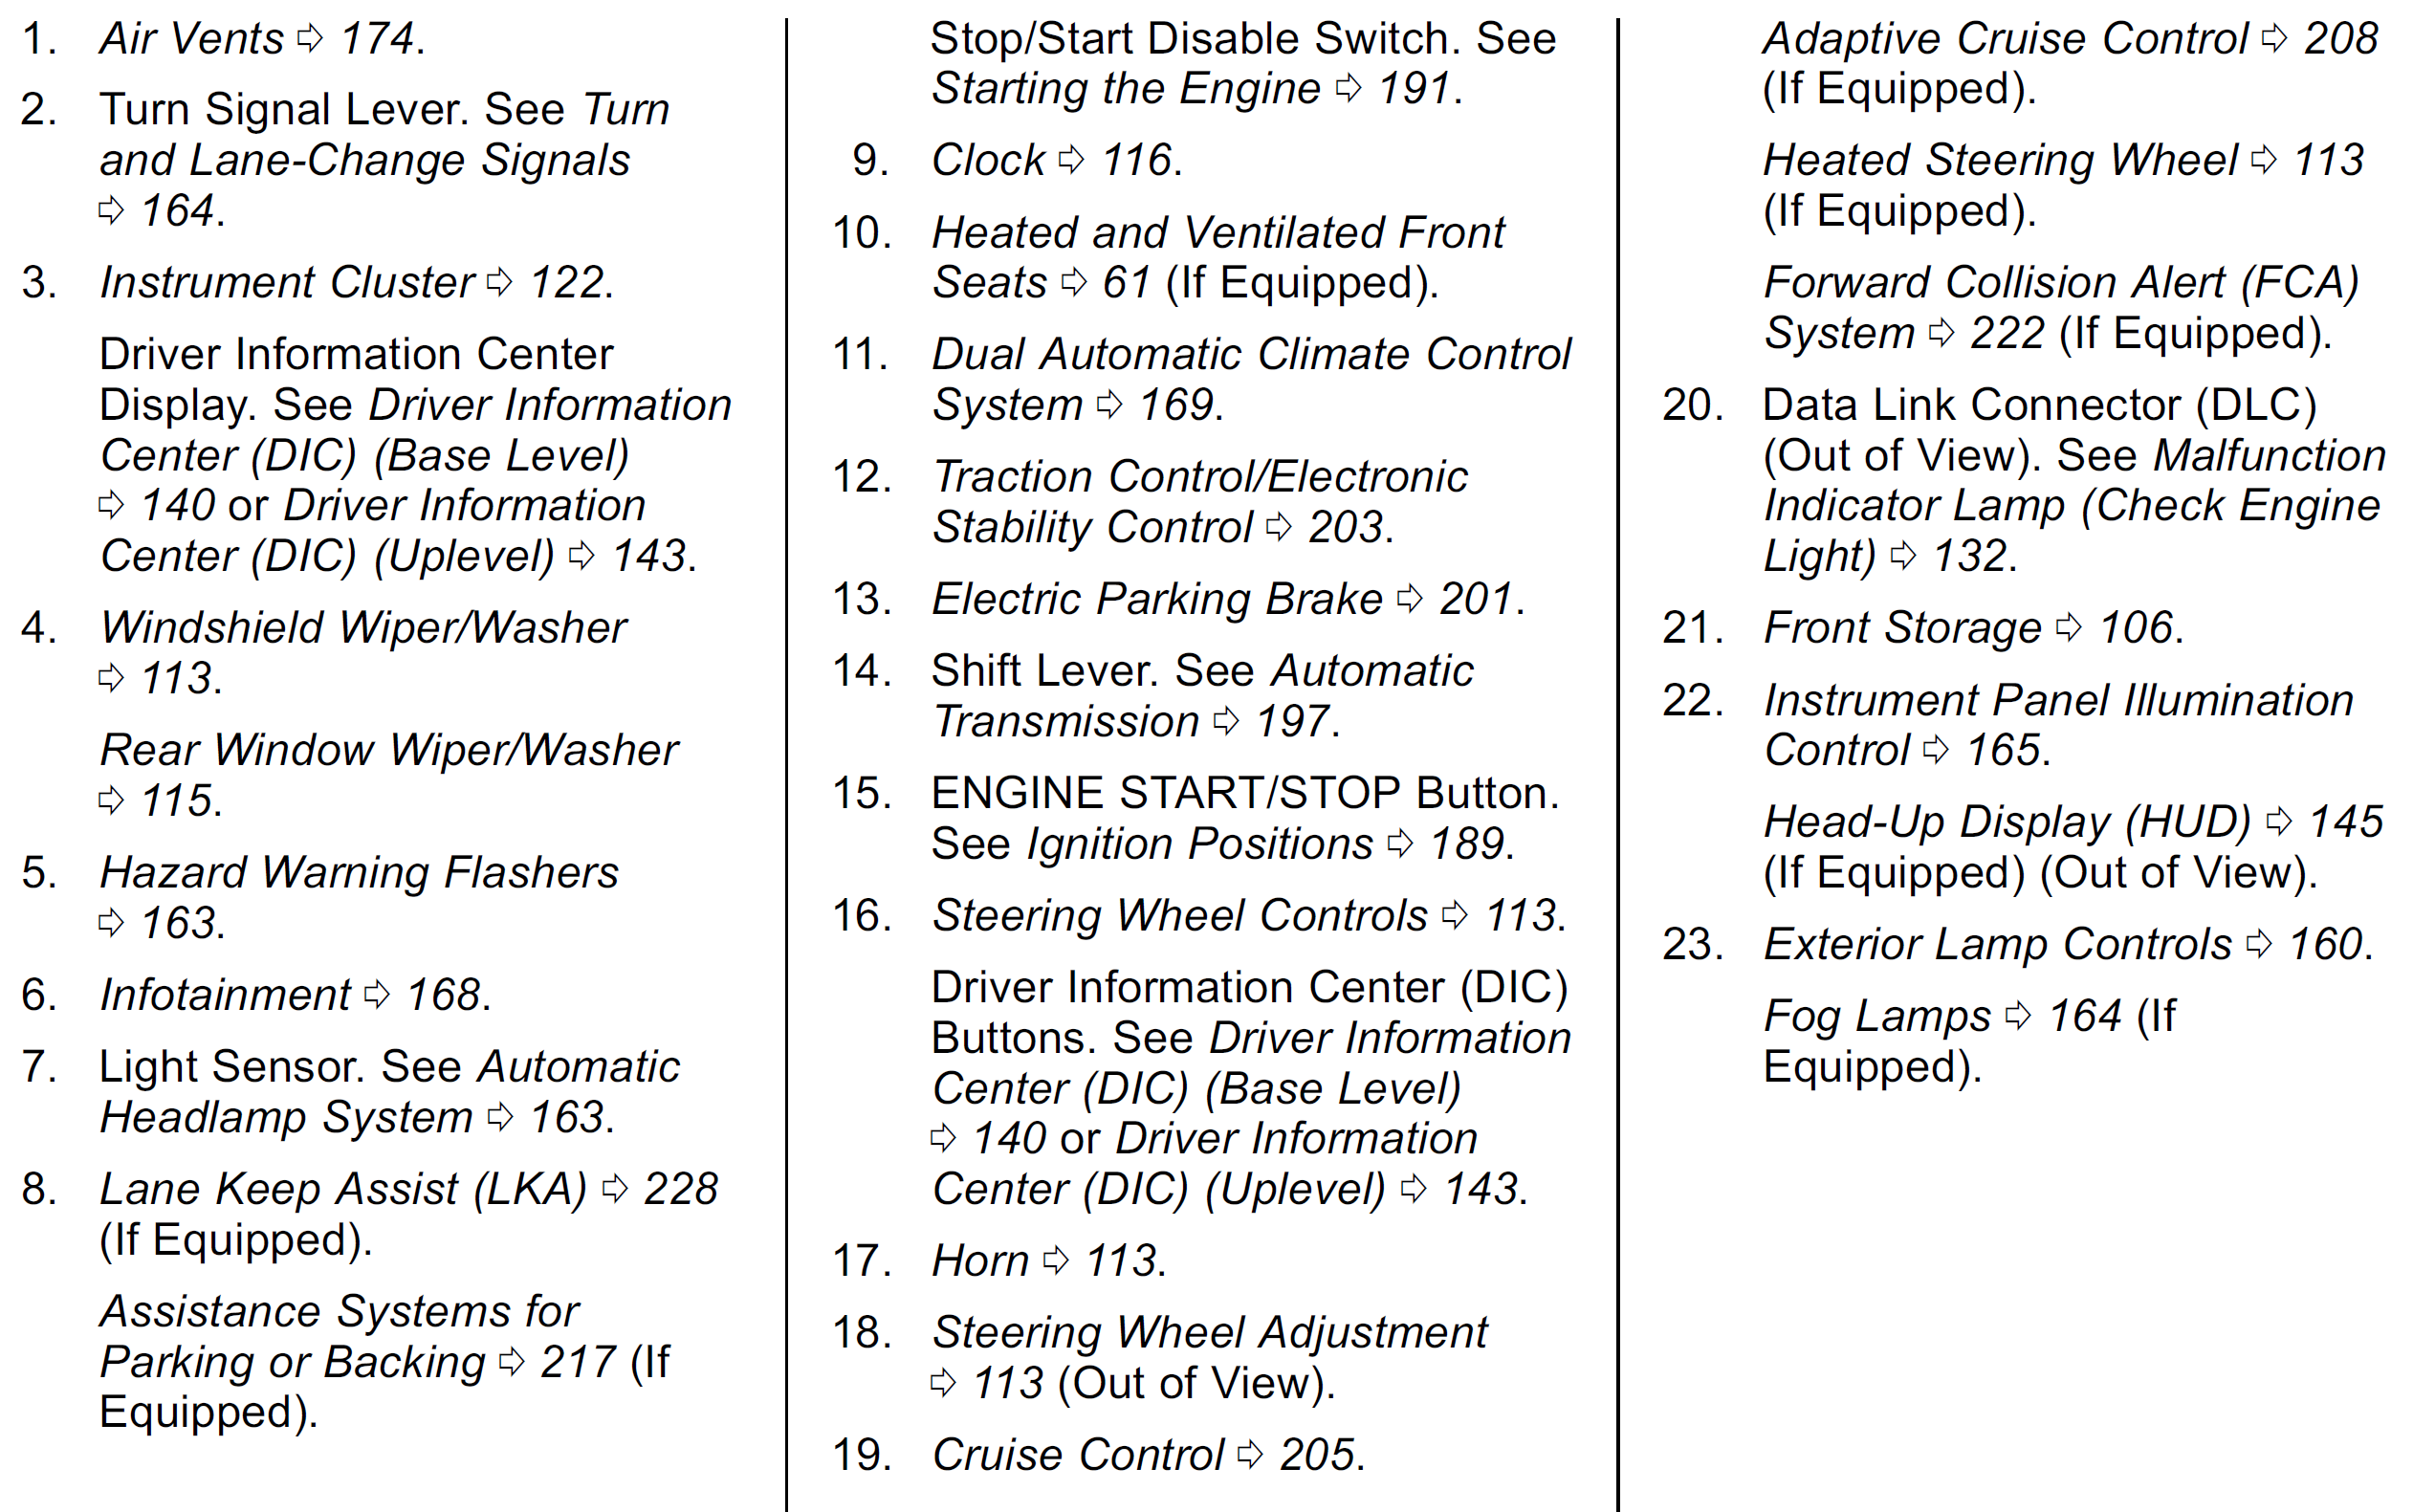 1. Air Vents ⇨ 174.
2. Turn Signal Lever. See Turn
and Lane-Change Signals
⇨ 164.
3. Instrument Cluster ⇨ 122.
Driver Information Center
Display. See Driver Information
Center (DIC) (Base Level)
⇨ 140 or Driver Information
Center (DIC) (Uplevel) ⇨ 143.
4. Windshield Wiper/Washer
⇨ 113.
Rear Window Wiper/Washer
⇨ 115.
5. Hazard Warning Flashers
⇨ 163.
6. Infotainment ⇨ 168.
7. Light Sensor. See Automatic
Headlamp System ⇨ 163.
8. Lane Keep Assist (LKA) ⇨ 228
(If Equipped).
Assistance Systems for
Parking or Backing ⇨ 217 (If
Equipped).
Stop/Start Disable Switch. See
Starting the Engine ⇨ 191.
9. Clock ⇨ 116.
10. Heated and Ventilated Front
Seats ⇨ 61 (If Equipped).
11. Dual Automatic Climate Control
System ⇨ 169.
12. Traction Control/Electronic
Stability Control ⇨ 203.
13. Electric Parking Brake ⇨ 201.
14. Shift Lever. See Automatic
Transmission ⇨ 197.
15. ENGINE START/STOP Button.
See Ignition Positions ⇨ 189.
16. Steering Wheel Controls ⇨ 113.
Driver Information Center (DIC)
Buttons. See Driver Information
Center (DIC) (Base Level)
⇨ 140 or Driver Information
Center (DIC) (Uplevel) ⇨ 143.
17. Horn ⇨ 113.
18. Steering Wheel Adjustment
⇨ 113 (Out of View).
19. Cruise Control ⇨ 205.
Adaptive Cruise Control ⇨ 208
(If Equipped).
Heated Steering Wheel ⇨ 113
(If Equipped).
Forward Collision Alert (FCA)
System ⇨ 222 (If Equipped).
20. Data Link Connector (DLC)
(Out of View). See Malfunction
Indicator Lamp (Check Engine
Light) ⇨ 132.
21. Front Storage ⇨ 106.
22. Instrument Panel Illumination
Control ⇨ 165.
Head-Up Display (HUD) ⇨ 145
(If Equipped) (Out of View).
23. Exterior Lamp Controls ⇨ 160.
Fog Lamps ⇨ 164 (If
Equipped).